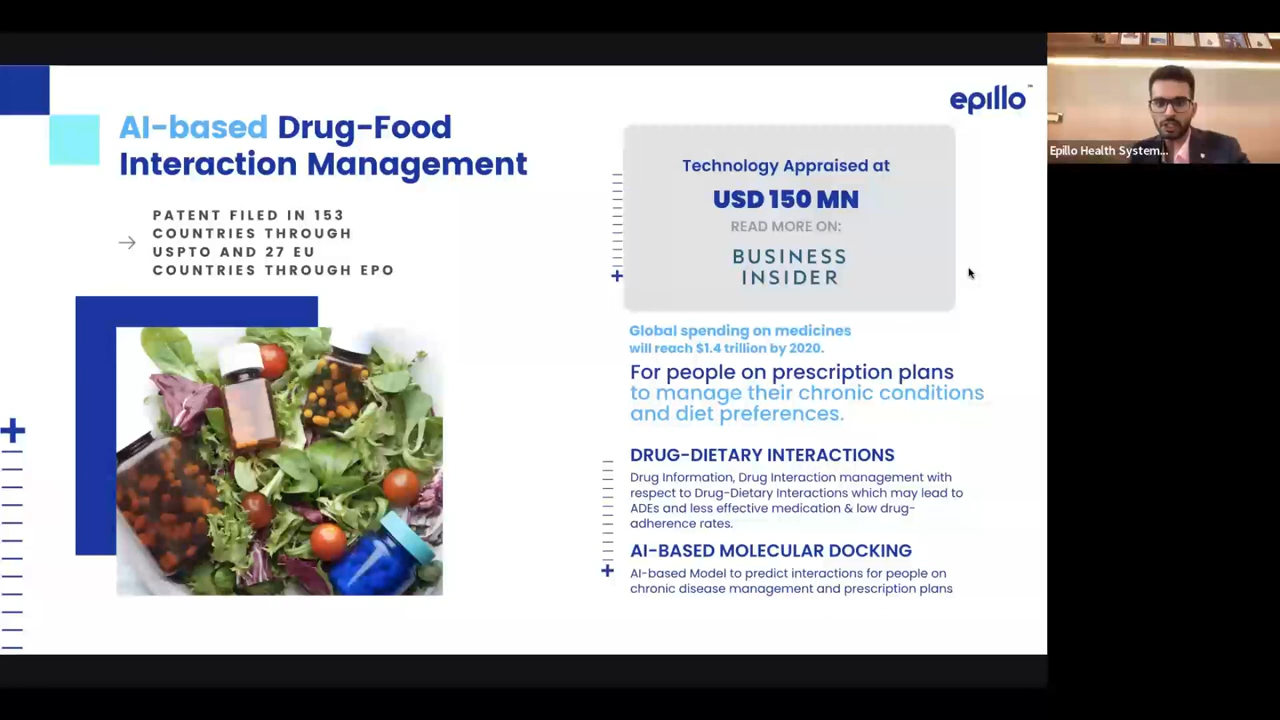 epillo
AI-based Drug-Food
Interaction Management
PATENT FILED IN 153
COUNTRIES THROUGH
USPTO AND 27 EU
COUNTRIES THROUGH EPO
Technology Appraised at
USD 150 MN
READ MORE ON:
BUSINESS
INSIDER
Global spending on medicines
will reach $1.4 trillion by 2020.
For people on prescription plans
to manage their chronic conditions
and diet preferences.
DRUG-DIETARY INTERACTIONS
Drug Information, Drug Interaction management with
respect to Drug-Dietary Interactions which may lead to
ADEs and less effective medication & low drug-
adherence rates.
AI-BASED MOLECULAR DOCKING
AI-based Model to predict interactions for people on
chronic disease management and prescription plans
Epillo Health System...